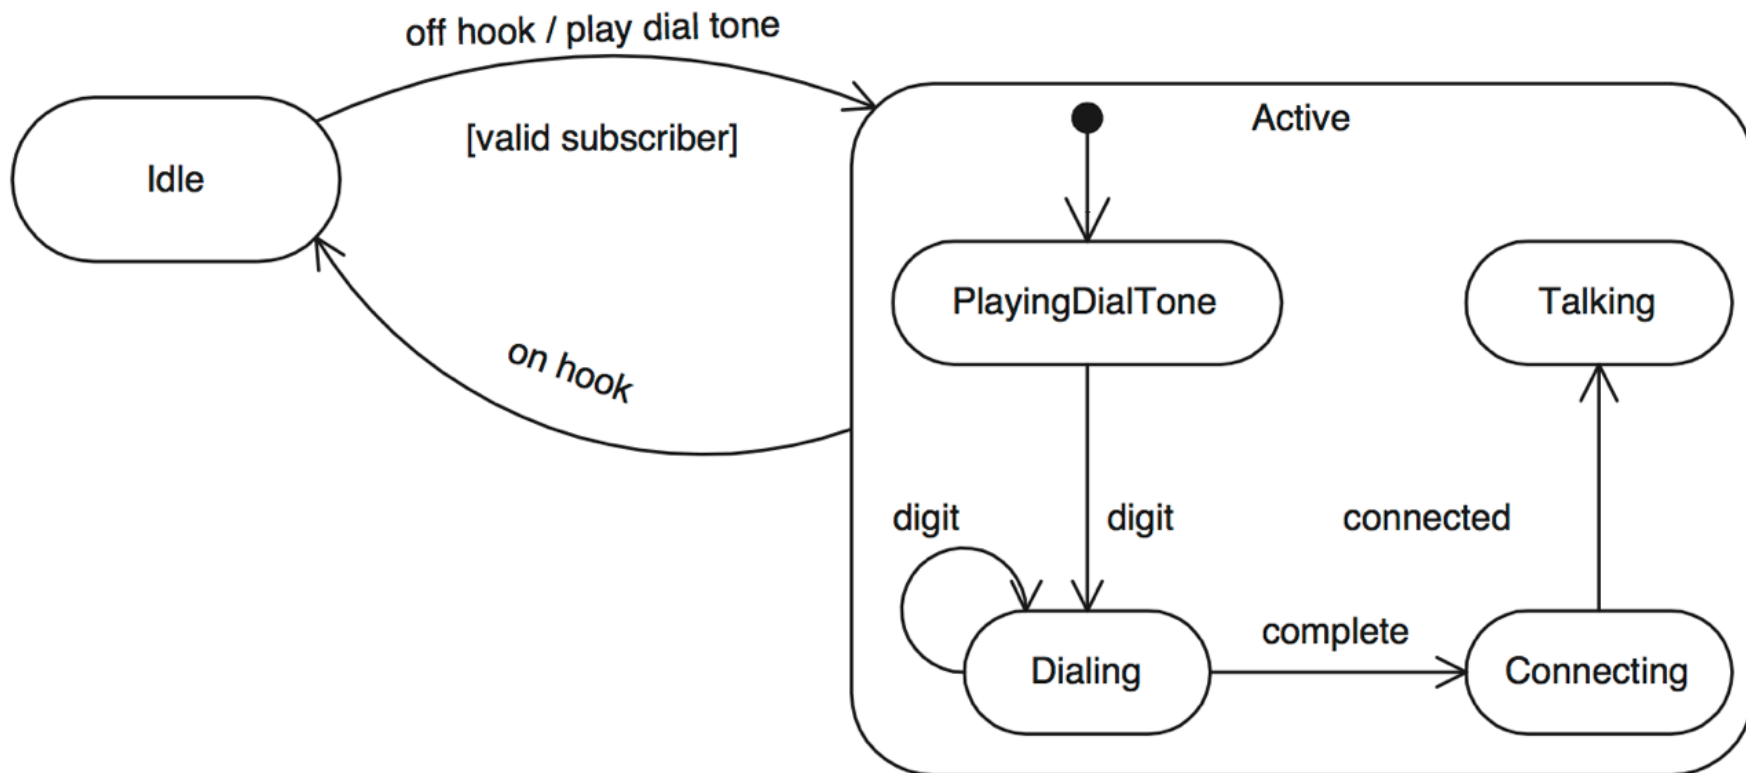 off hook / play dial tone
[valid subscriber]
Active
Idle
PlayingDialTone
Talking
on hook
digit
digit
connected
complete
Dialing
Connecting